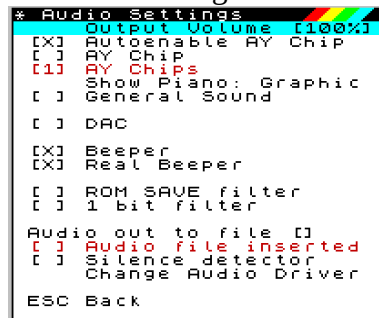 * Audio Settings
Output Volume [100%]
[X] Autoenable AY Chip
[ ] AY Chip
[1] AY Chips
Show Piano: Graphic
[ ] General Sound
[ ] DAC
[X] Beeper
[X] Real Beeper
[ ] ROM SAVE filter
[ ] 1 bit filter
Audio out to file []
[ ] Audio file inserted
[ ] Silence detector
Change Audio Driver
ESC Back